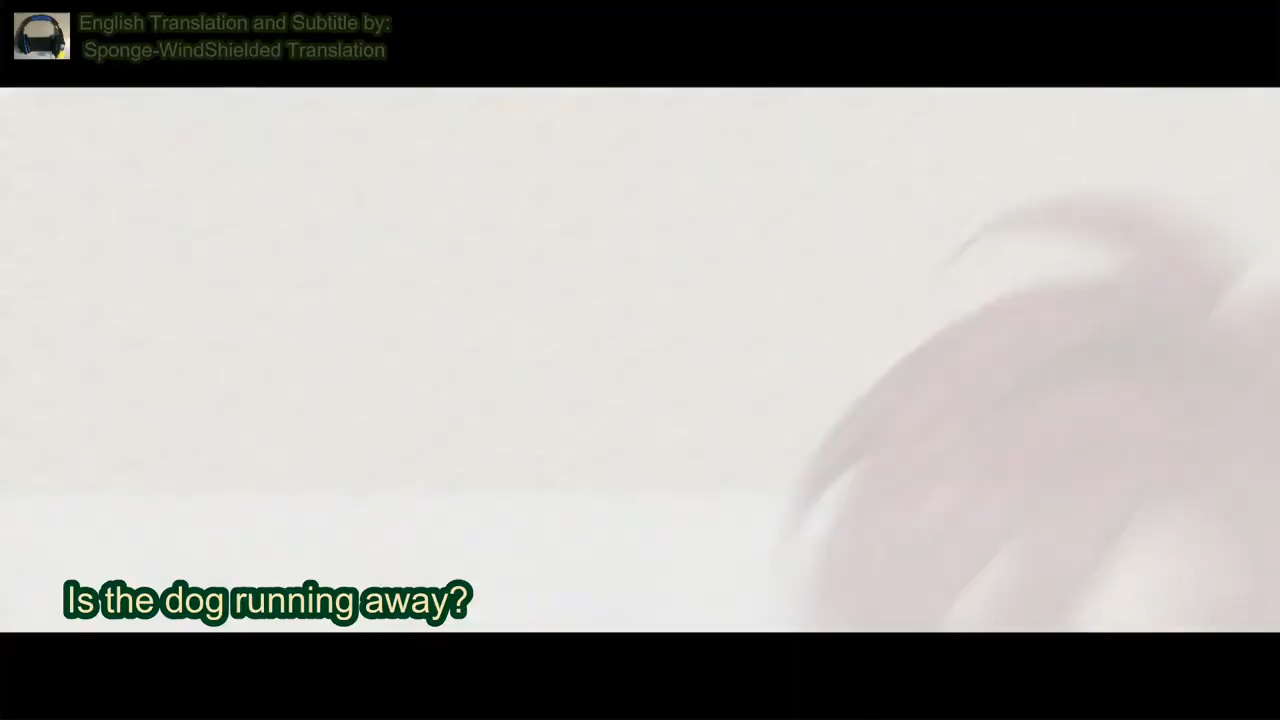 English Translation and Subtitle by:
Sponge-WindShielded Translation
Is the dog running away?